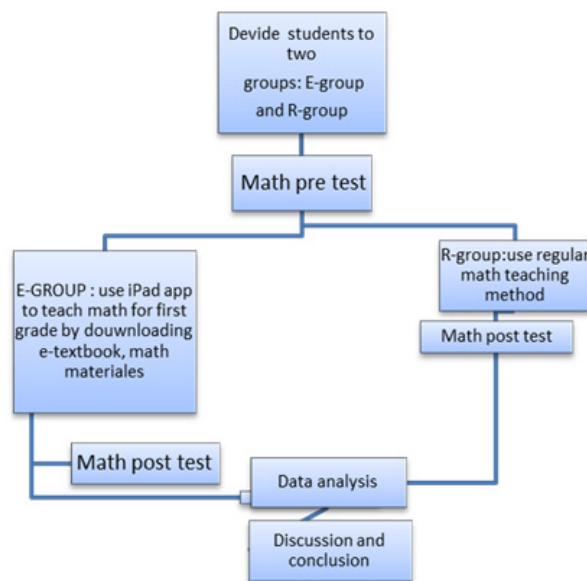 Devide students to
two
groups: E-group
and R-group
Math pre test
E-GROUP : use iPad app
to teach math for first
grade by douwnloading
e-textbook, math
materiales
R-group:use regular
math teaching
method
Math post test
Math post test
Data analysis
Discussion and
conclusion